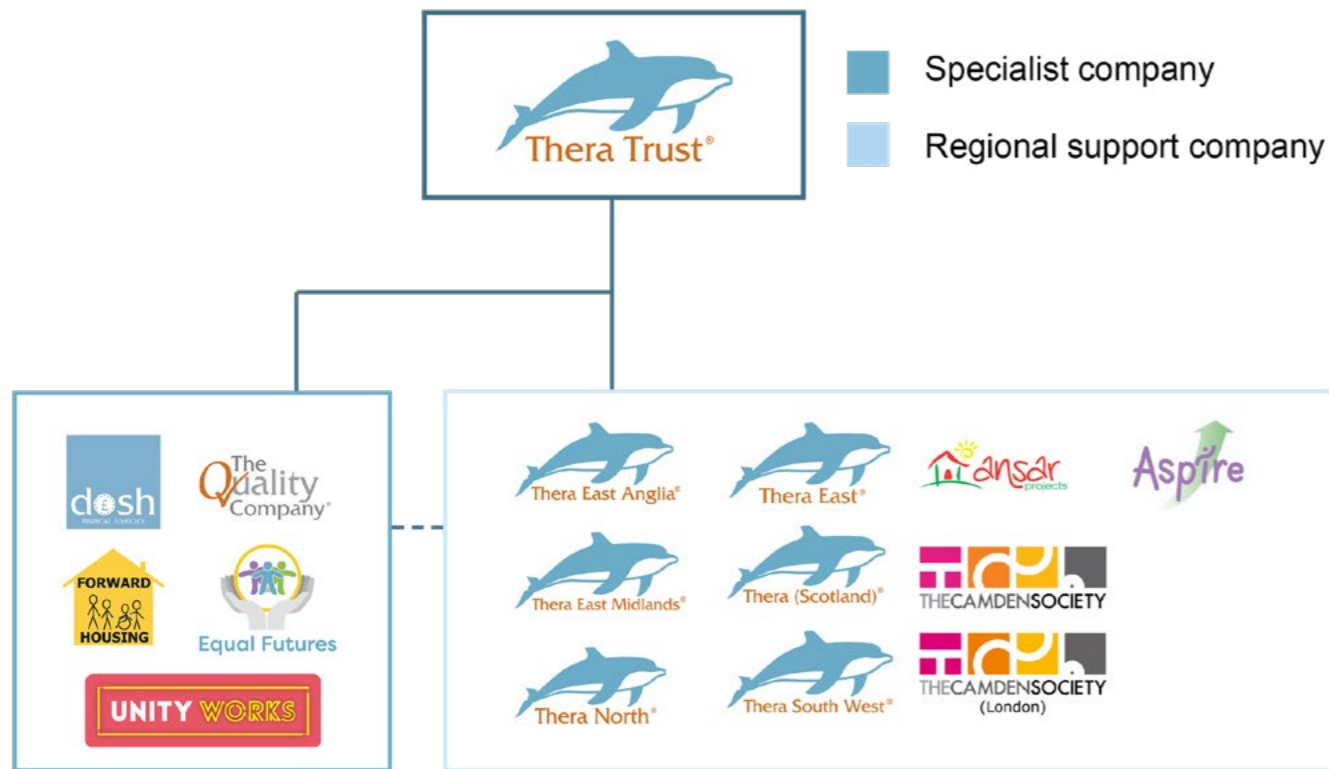 Thera Trust®
Specialist company
Regional support company
dosh
FINANCIAL ADVOCACY
The
Quality
Company®
FORWARD
HOUSING
Equal Futures
UNITY WORKS
Thera East Anglia®
Thera East®
ansar
projects
Aspire
Thera East Midlands®
Thera (Scotland)®
THECAMDENSOCIETY
Thera North®
Thera South West®
THECAMDENSOCIETY
(London)